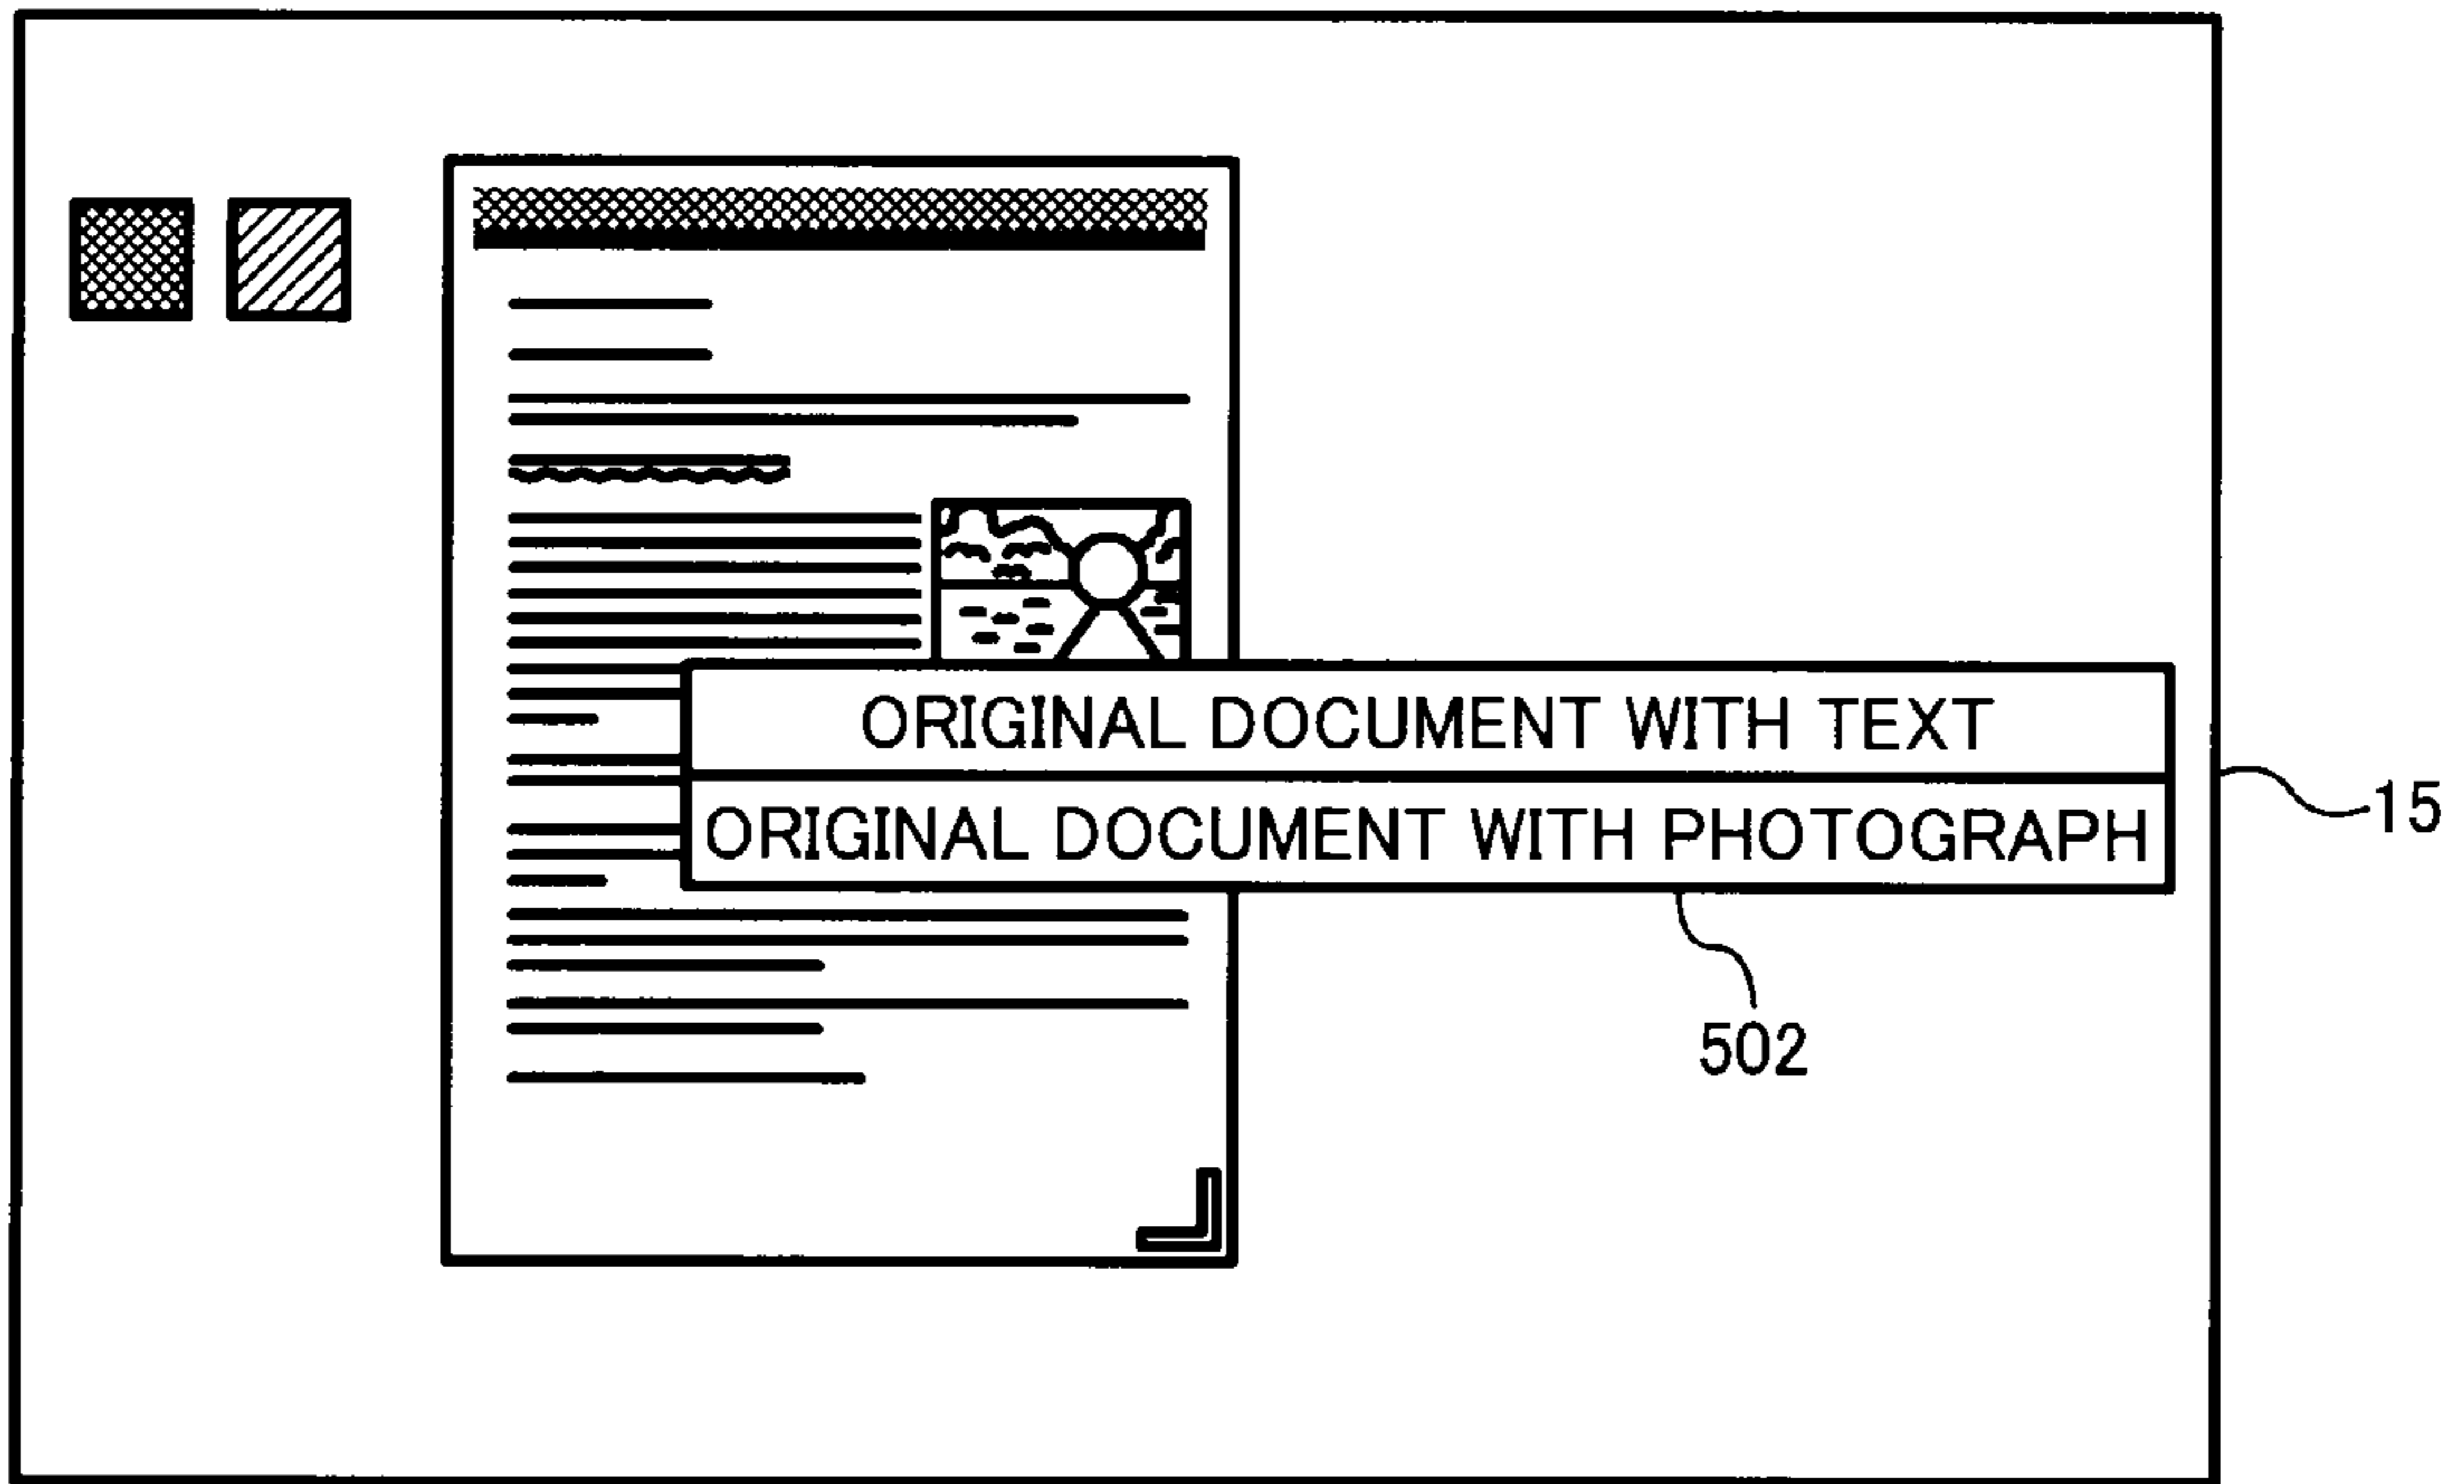 ORIGINAL DOCUMENT WITH TEXT
ORIGINAL DOCUMENT WITH PHOTOGRAPH
15
502